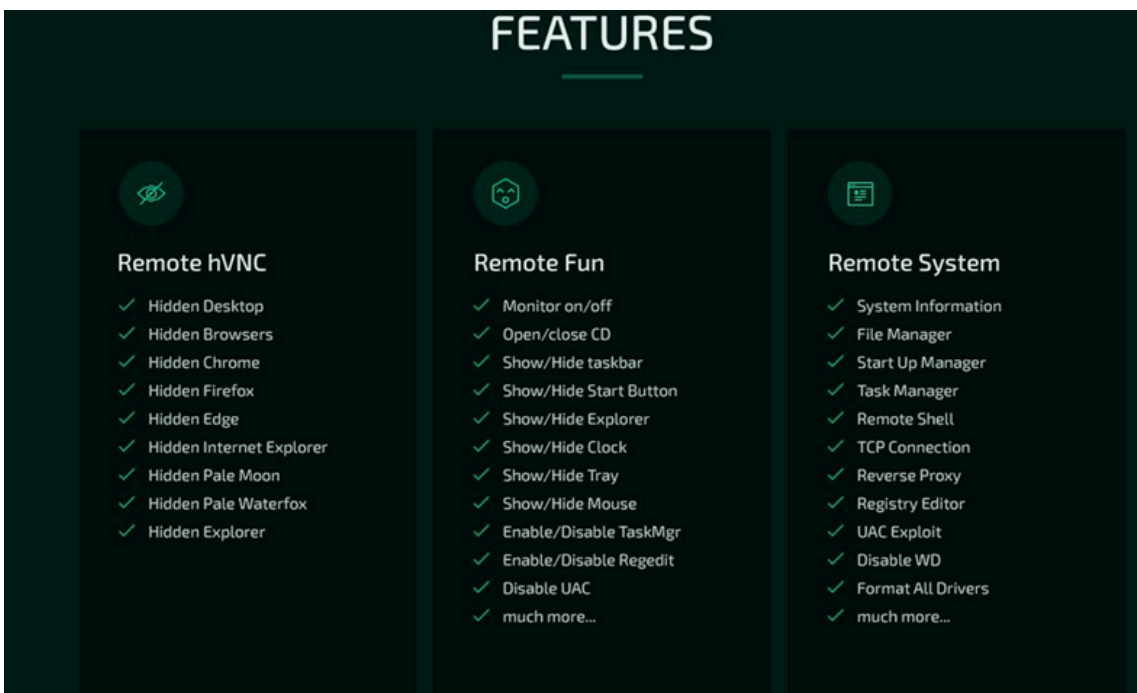 FEATURES
Remote hVNC
Hidden Desktop
Hidden Browsers
Hidden Chrome
Hidden Firefox
Hidden Edge
Hidden Internet Explorer
Hidden Pale Moon
Hidden Pale Waterfox
Hidden Explorer
Remote Fun
Monitor on/off
Open/close CD
Show/Hide taskbar
Show/Hide Start Button
Show/Hide Explorer
Show/Hide Clock
Show/Hide Tray
Show/Hide Mouse
Enable/Disable TaskMgr
Enable/Disable Regedit
Disable UAC
much more...
Remote System
System Information
File Manager
Start Up Manager
Task Manager
Remote Shell
TCP Connection
Reverse Proxy
Registry Editor
UAC Exploit
Disable WD
Format All Drivers
much more...